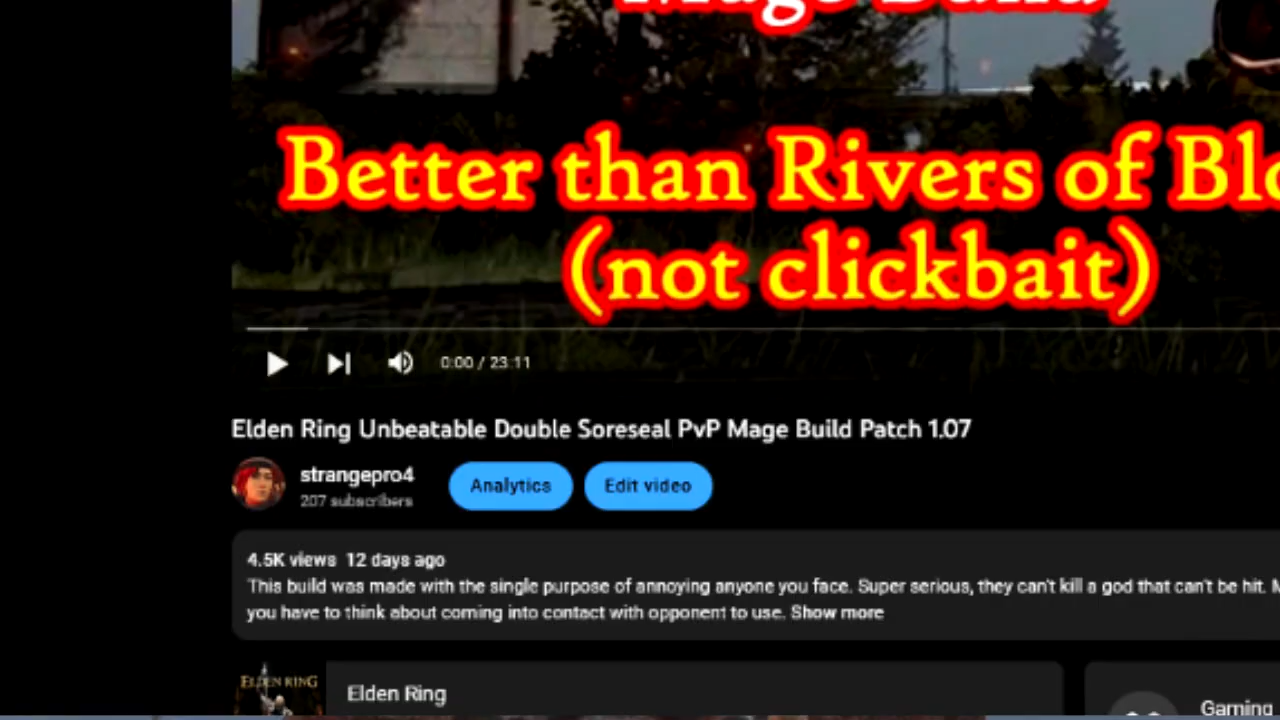 Mage Build
Better than Rivers of
(not clickbait)
0:00 / 23:11
Elden Ring Unbeatable Double Soreseal PvP Mage Build Patch 1.07
strangepro4
207 subscribers
Analytics
Edit video
4.5K views 12 days ago
This build was made with the single purpose of annoying anyone you face. Super serious, they can't kill a god that can't be hit.
you have to think about coming into contact with opponent to use. Show more
ELDEN RING
Elden Ring
Gaming